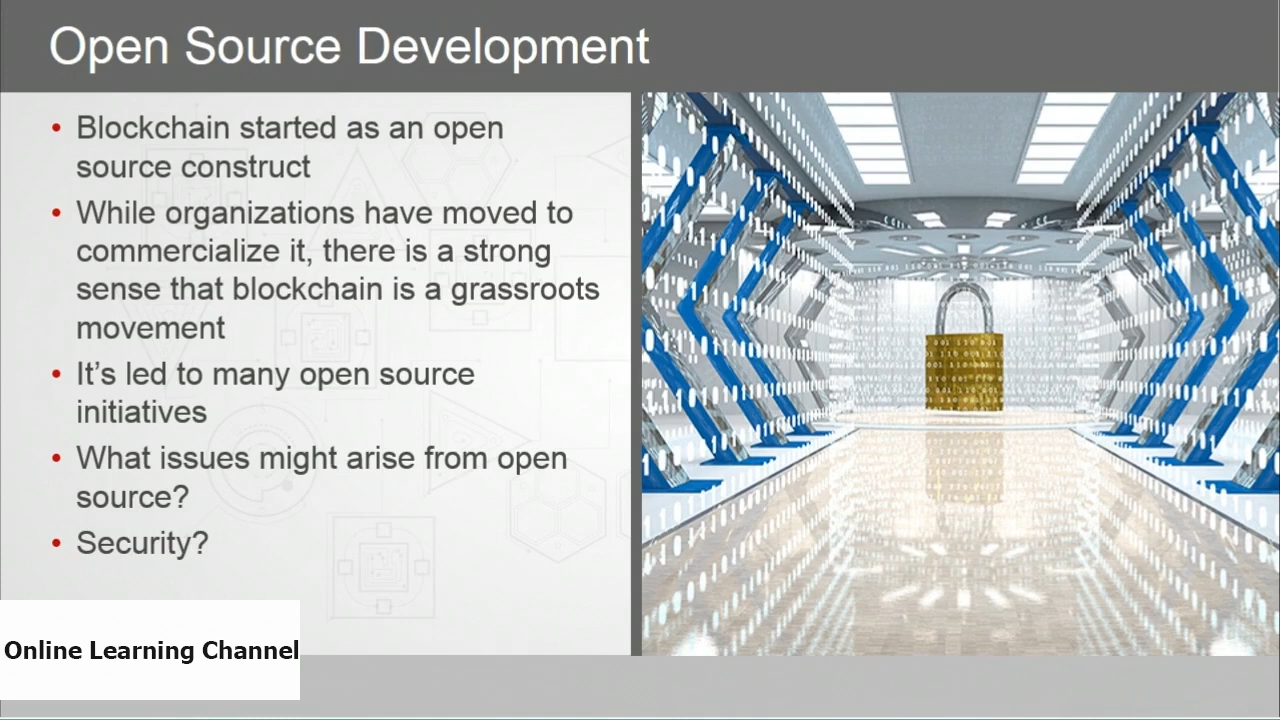 Open Source Development
• Blockchain started as an open
source construct
• While organizations have moved to
commercialize it, there is a strong
sense that blockchain is a grassroots
movement
• It's led to many open source
initiatives
• What issues might arise from open
source?
• Security?
Online Learning Channel